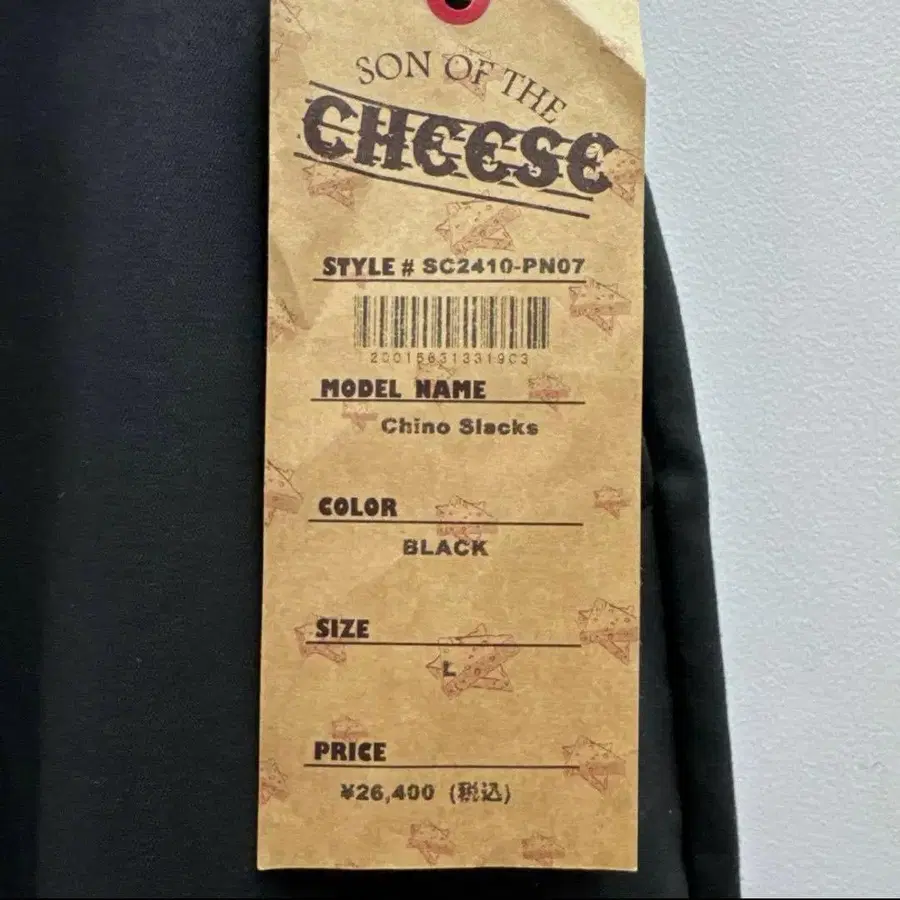 SON OF THE
CHEESE
STYLE # SC2410-PN07
200156313319C3
MODEL NAME
Chino Slacks
COLOR
BLACK
SIZE
L
PRICE
¥26,400 (税込)